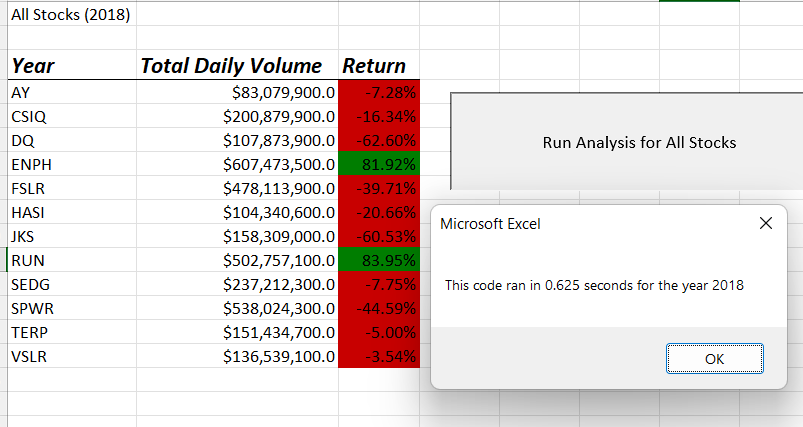 All Stocks (2018)
Year Total Daily Volume Return
AY $83,079,900.0 -7.28%
CSIQ $200,879,900.0 -16.34%
DQ $107,873,900.0 -62.60%
ENPH $607,473,500.0 81.92%
FSLR $478,113,900.0 -39.71%
HASI $104,340,600.0 -20.66%
JKS $158,309,000.0 -60.53%
RUN $502,757,100.0 83.95%
SEDG $237,212,300.0 -7.75%
SPWR $538,024,300.0 -44.59%
TERP $151,434,700.0 -5.00%
VSLR $136,539,100.0 -3.54%
Run Analysis for All Stocks
Microsoft Excel
This code ran in 0.625 seconds for the year 2018
OK